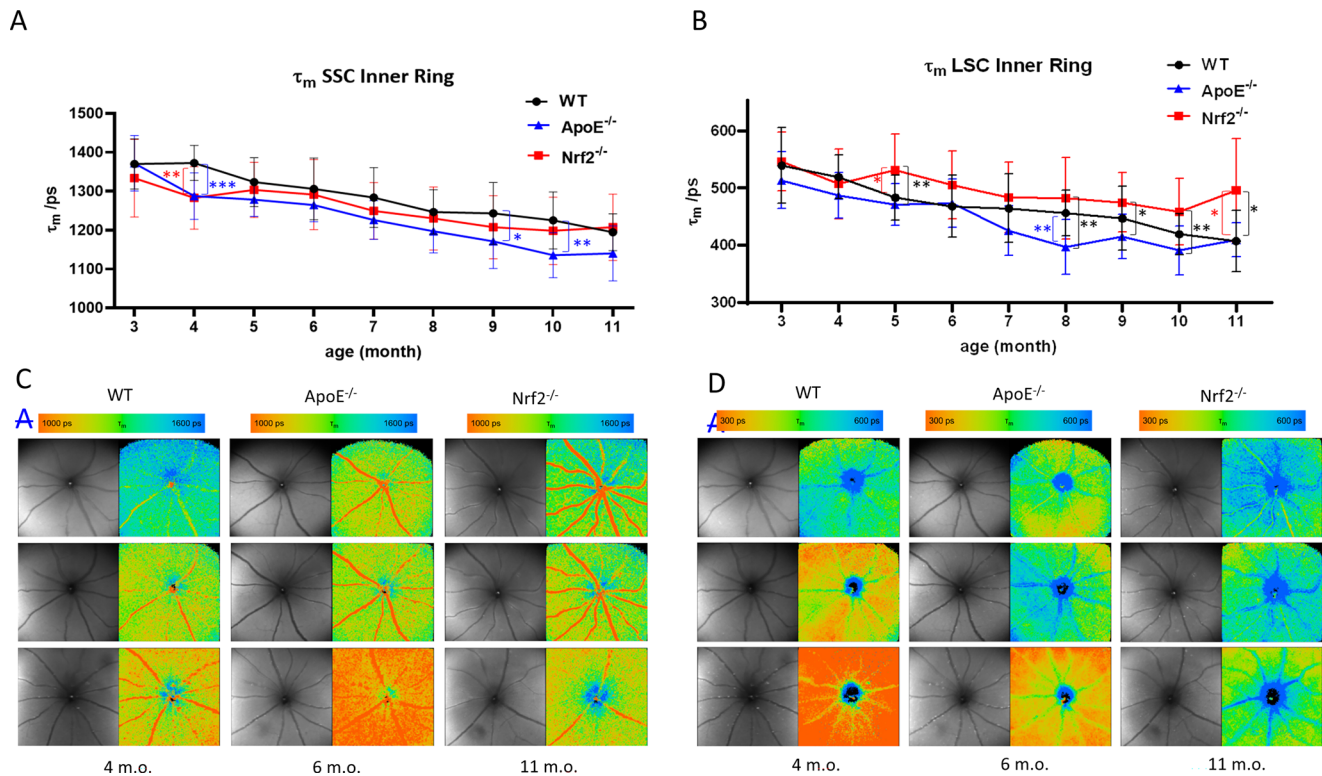 A
τm SSC Inner Ring
WT
ApoE-/-
Nrf2-/-
τm /ps
1500
1400
1300
1200
1100
1000
**
***
*
**
3 4 5 6 7 8 9 10 11
age (month)
B
τm LSC Inner Ring
WT
ApoE-/-
Nrf2-/-
τm /ps
600
500
400
300
*
**
**
**
*
**
*
*
3 4 5 6 7 8 9 10 11
age (month)
C
WT ApoE-/- Nrf2-/-
A
1000 ps τm 1600 ps
1000 ps τm 1600 ps
1000 ps τm 1600 ps
4 m.o. 6 m.o. 11 m.o.
D
WT ApoE-/- Nrf2-/-
A
300 ps τm 600 ps
300 ps τm 600 ps
300 ps τm 600 ps
4 m.o. 6 m.o. 11 m.o.